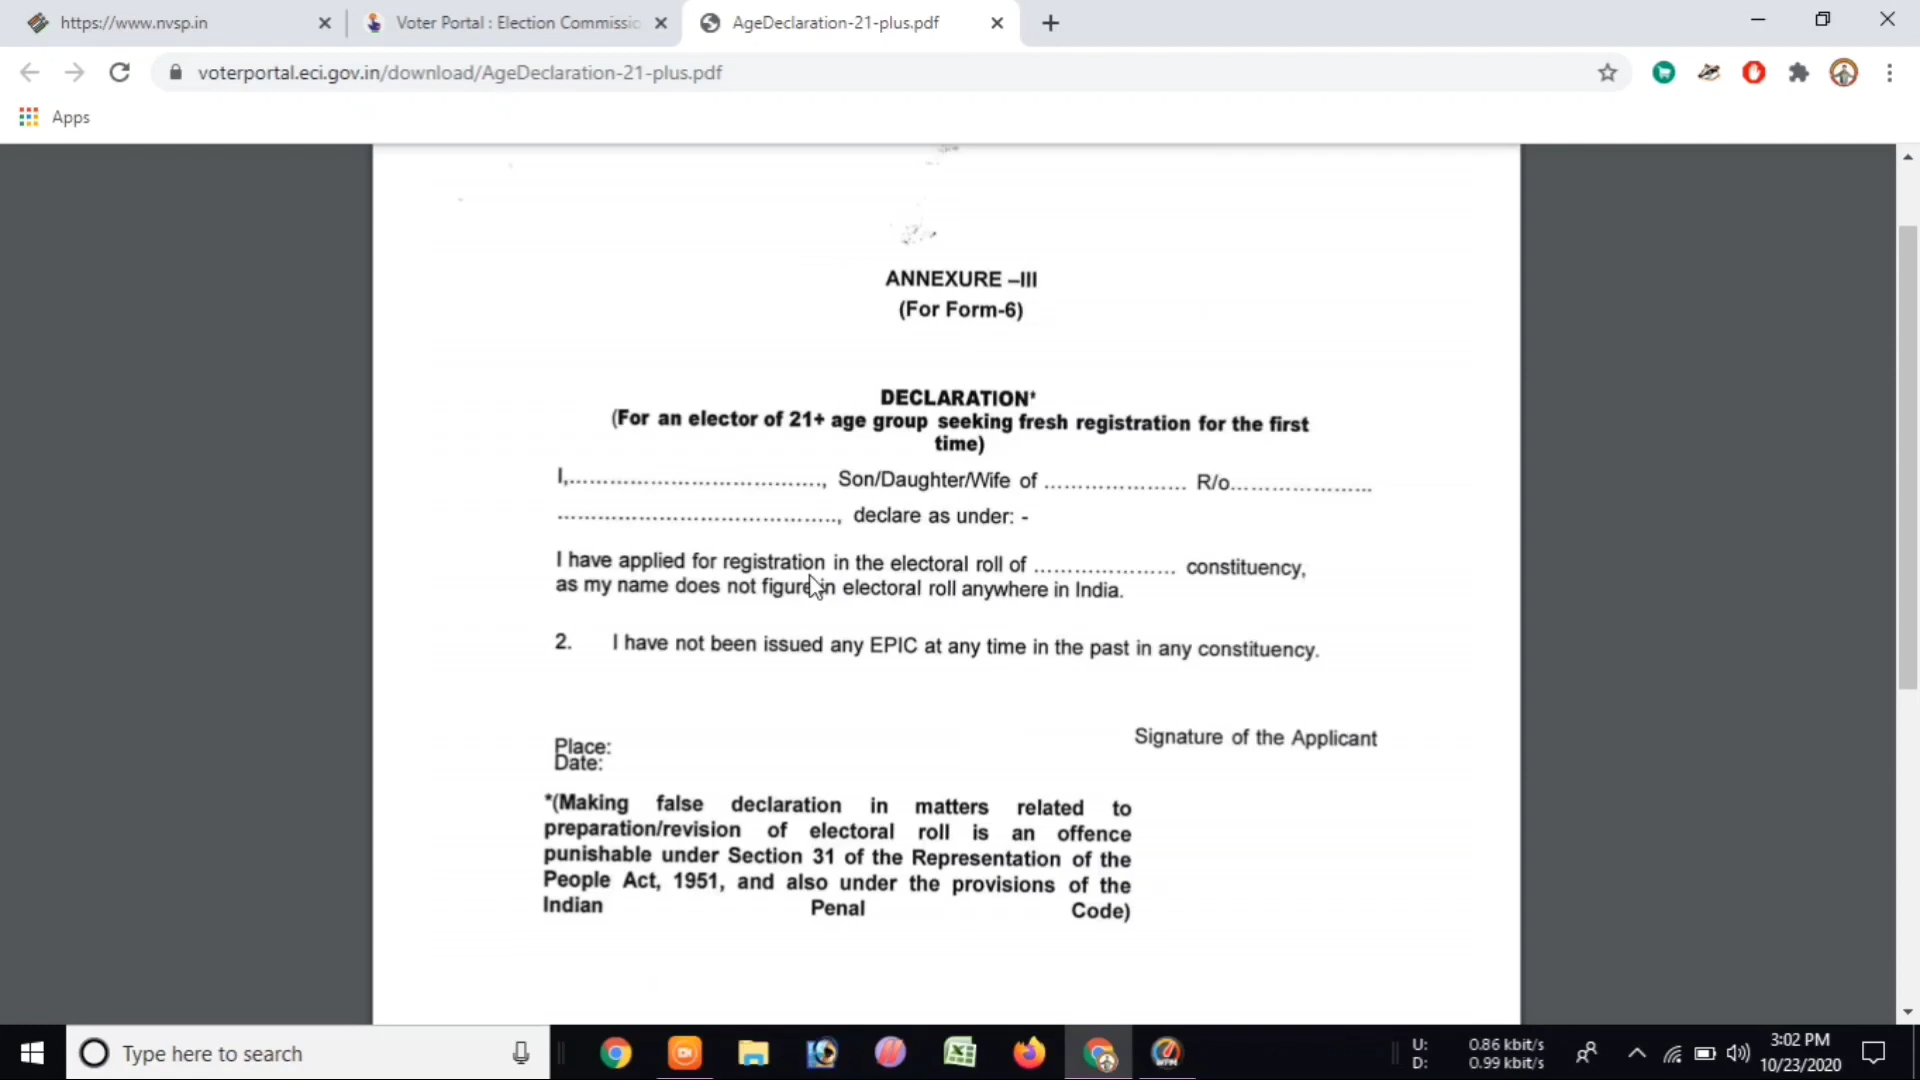 https://www.nvsp.in
Voter Portal : Election Commissio
AgeDeclaration-21-plus.pdf
voterportal.eci.gov.in/download/AgeDeclaration-21-plus.pdf
Apps
ANNEXURE –III
(For Form-6)
DECLARATION*
(For an elector of 21+ age group seeking fresh registration for the first
time)
I,......................................, Son/Daughter/Wife of ..................... R/o.....................
........................................., declare as under: -
I have applied for registration in the electoral roll of ..................... constituency,
as my name does not figure in electoral roll anywhere in India.
2. I have not been issued any EPIC at any time in the past in any constituency.
Signature of the Applicant
Place:
Date:
*(Making false declaration in matters related to
preparation/revision of electoral roll is an offence
punishable under Section 31 of the Representation of the
People Act, 1951, and also under the provisions of the
Indian Penal Code)
Type here to search
U: 0.86 kbit/s
D: 0.99 kbit/s
3:02 PM
10/23/2020